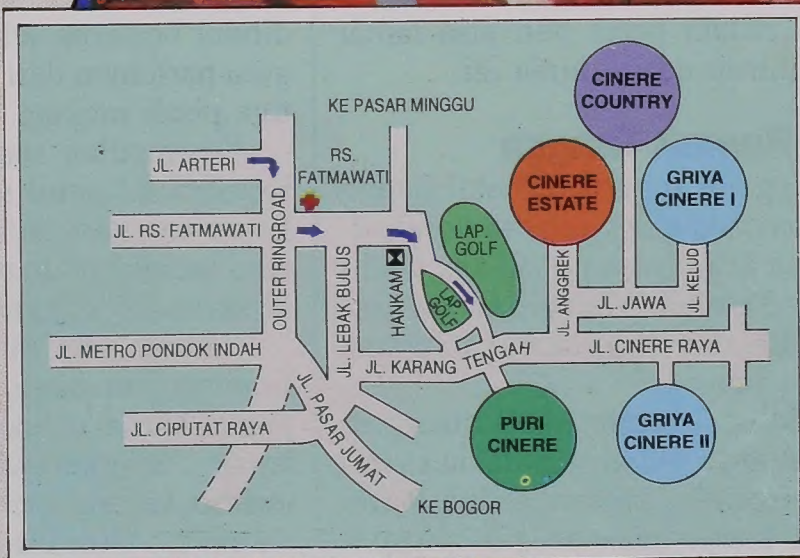 CINERE
COUNTRY
KE PASAR MINGGU
JL. ARTERI
RS.
FATMAWATI
CINERE
ESTATE
GRIYA
CINERE I
JL. RS. FATMAWATI
LAP.
GOLF
OUTER RINGROAD
JL. LEBAK BULUS
HANKAM
LAP.
GOLF
JL. ANGGREK
JL. JAWA
JL. KELUD
JL. METRO PONDOK INDAH
JL. KARANG TENGAH
JL. CINERE RAYA
JL. PASAR JUMAT
JL. CIPUTAT RAYA
PURI
CINERE
GRIYA
CINERE II
KE BOGOR